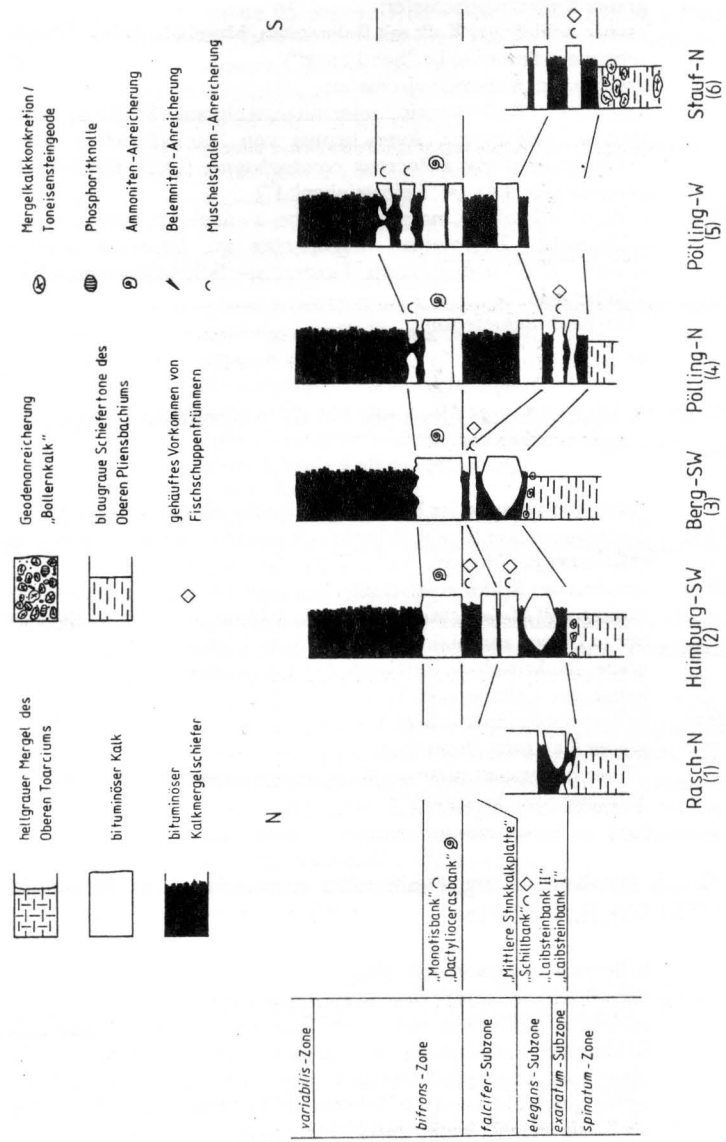 hellgrauer Mergel des
Oberen Toarciums
bituminöser Kalk
bituminöser
Kalkmergelschiefer
Geodenanreicherung
„Bollernkalk"
blaugraue Schiefertone des
Oberen Pliensbachiums
gehäuftes Vorkommen von
Fischschuppentrümmern
Mergelkalkkonkretion /
Toneisensteingeode
Phosphoritknolle
Ammoniten-Anreicherung
Belemniten-Anreicherung
Muschelschalen-Anreicherung
N
S
variabilis-Zone
bifrons-Zone
falcifer-Subzone
elegans-Subzone
exaratum-Subzone
spinatum-Zone
„Monotisbank"
„Dactyliocerasbank"
„Mittlere Stinkkalkplatte"
„Schillbank"
„Laibsteinbank II"
„Laibsteinbank I"
Rasch-N
(1)
Haimburg-SW
(2)
Berg-SW
(3)
Pölling-N
(4)
Pölling-W
(5)
Stauf-N
(6)